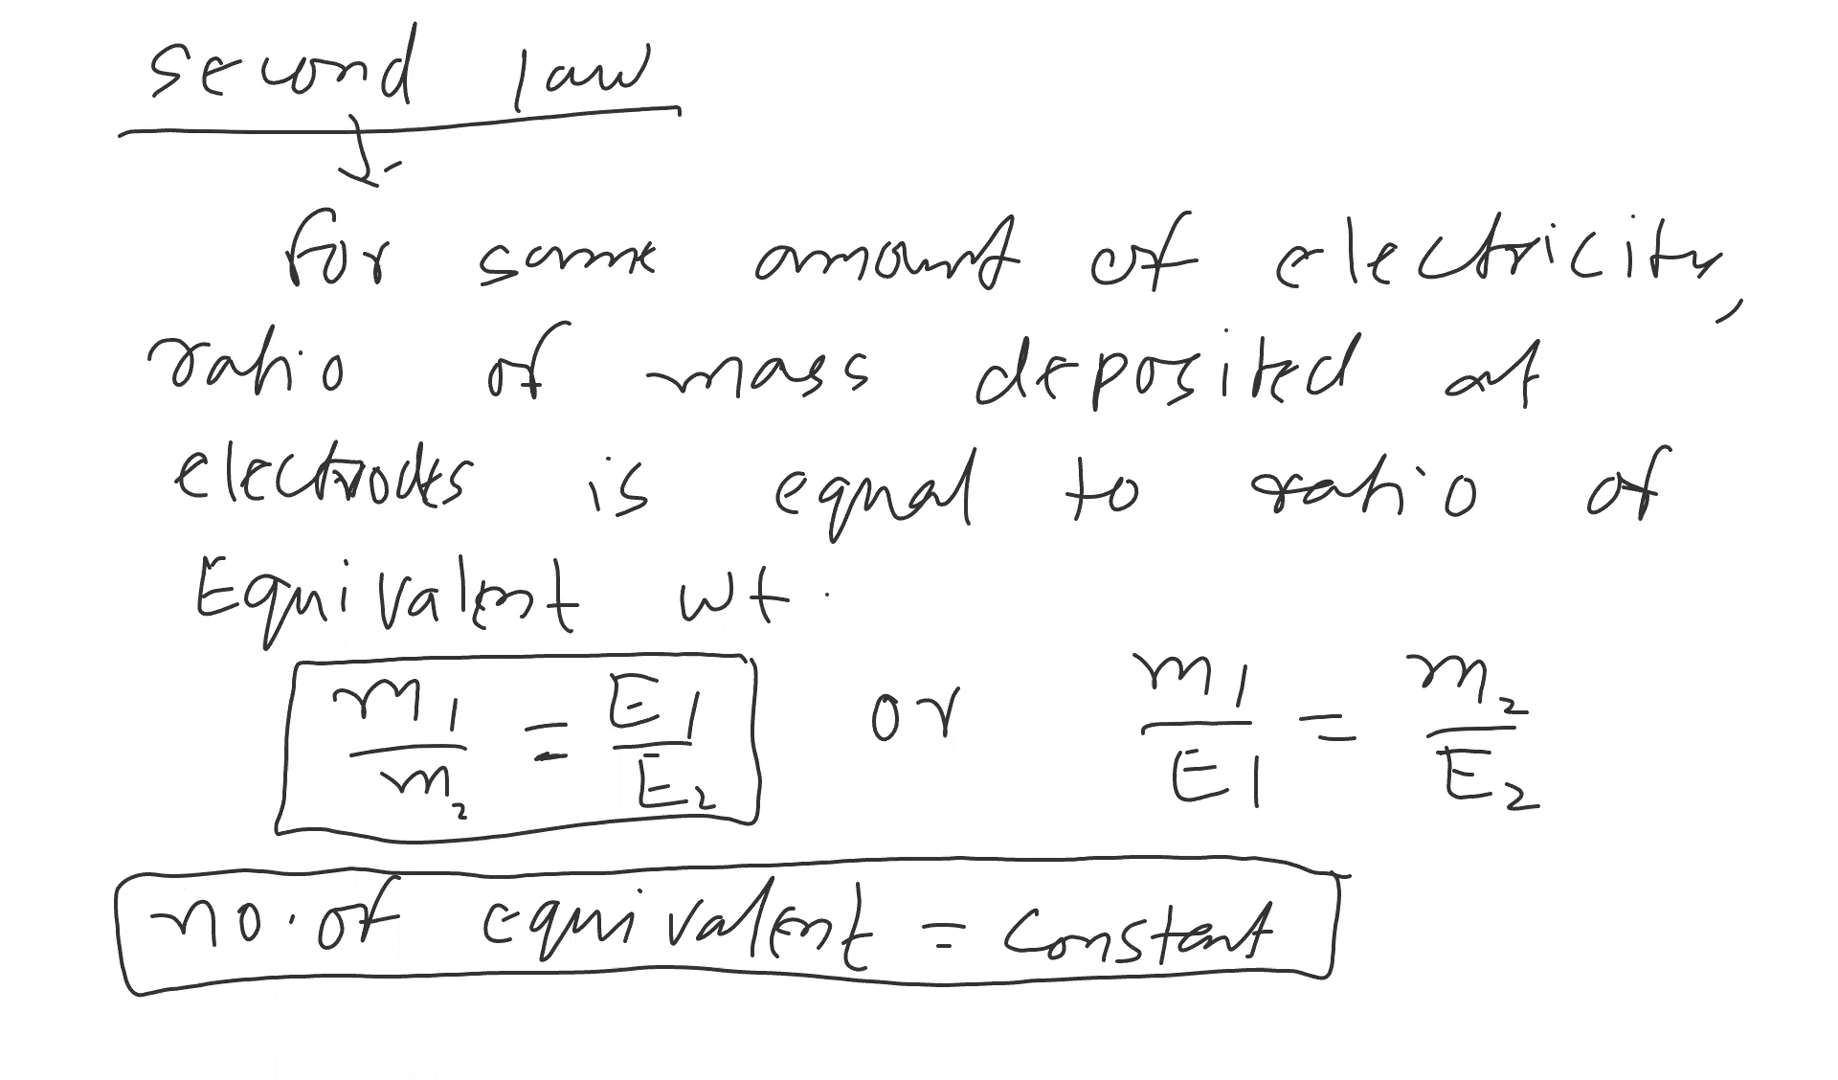 second law
for same amount of electricity,
ratio of mass deposited at
electrodes is equal to ratio of
Equivalent wt.
m₁/m₂ = E₁/E₂ or m₁/E₁ = m₂/E₂
no. of equivalent = constant